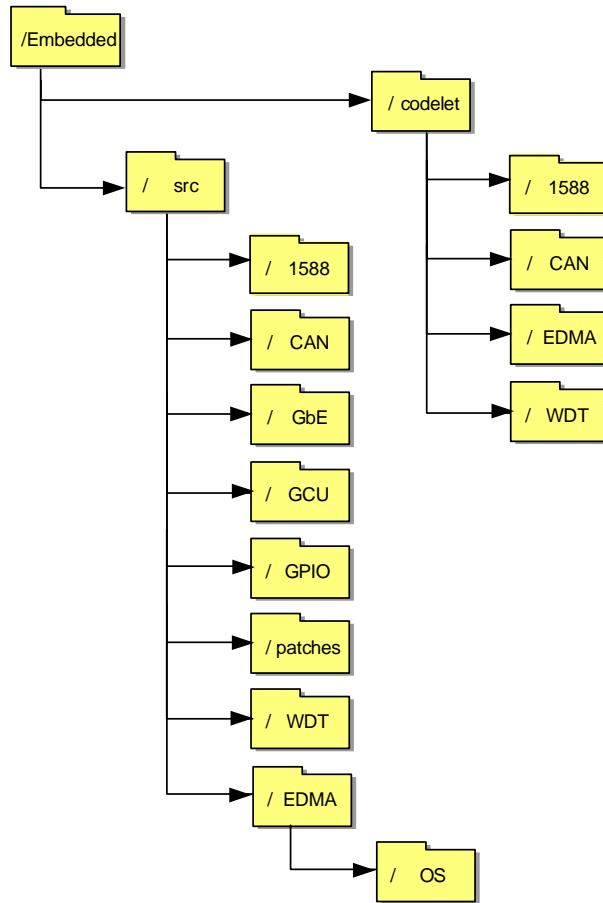 /Embedded
/ codelet
/ src
/ 1588
/ CAN
/ EDMA
/ WDT
/ 1588
/ CAN
/ GbE
/ GCU
/ GPIO
/ patches
/ WDT
/ EDMA
/ OS